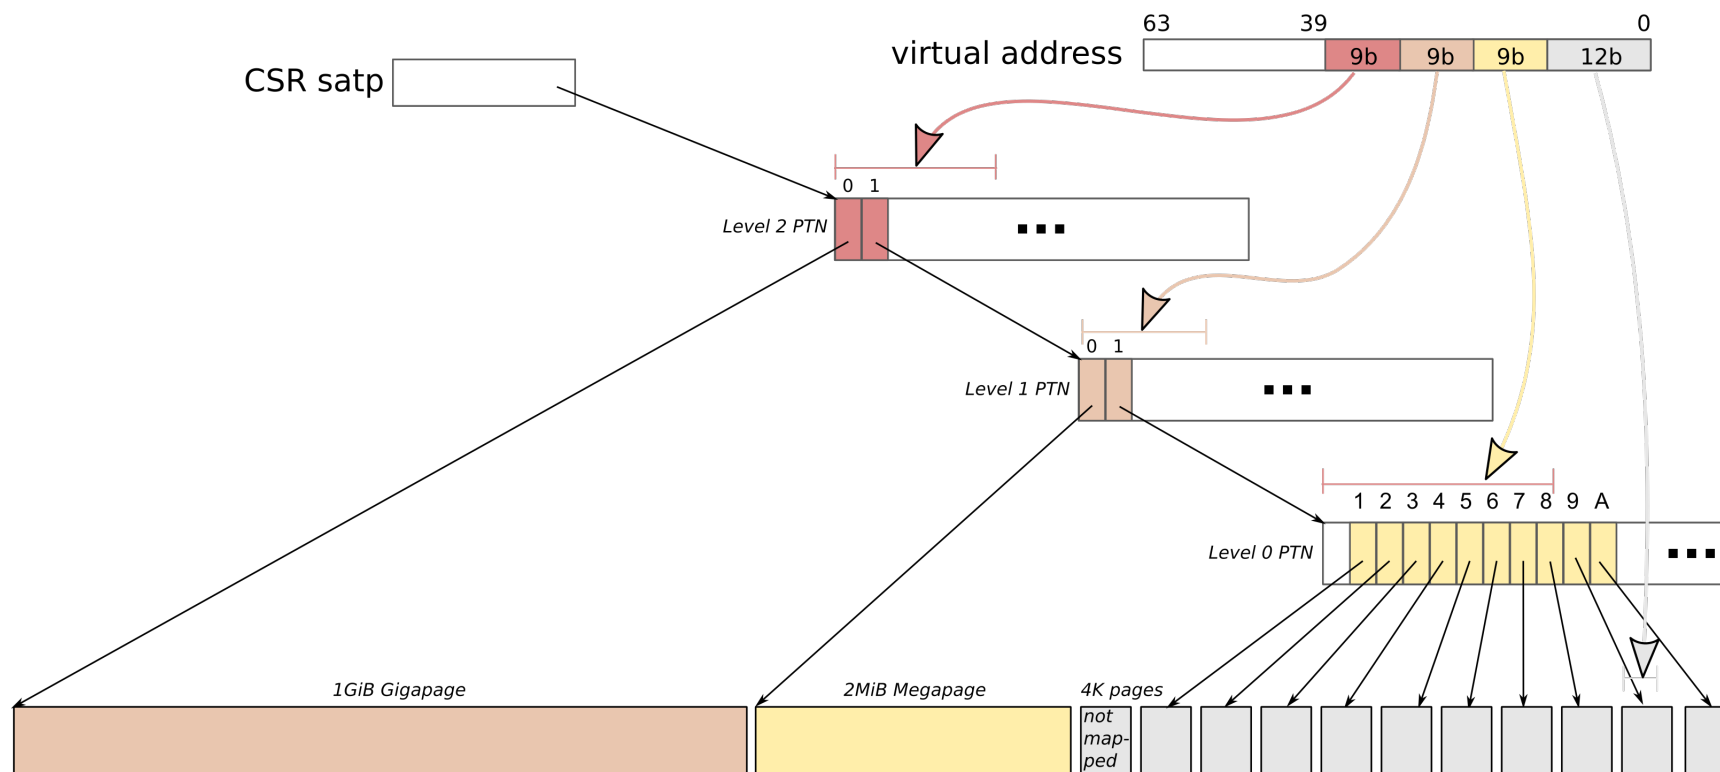 63 39 0
virtual address 9b 9b 9b 12b
CSR satp
0 1
Level 2 PTN
0 1
Level 1 PTN
1 2 3 4 5 6 7 8 9 A
Level 0 PTN
1GiB Gigapage 2MiB Megapage 4K pages
not
map-
ped